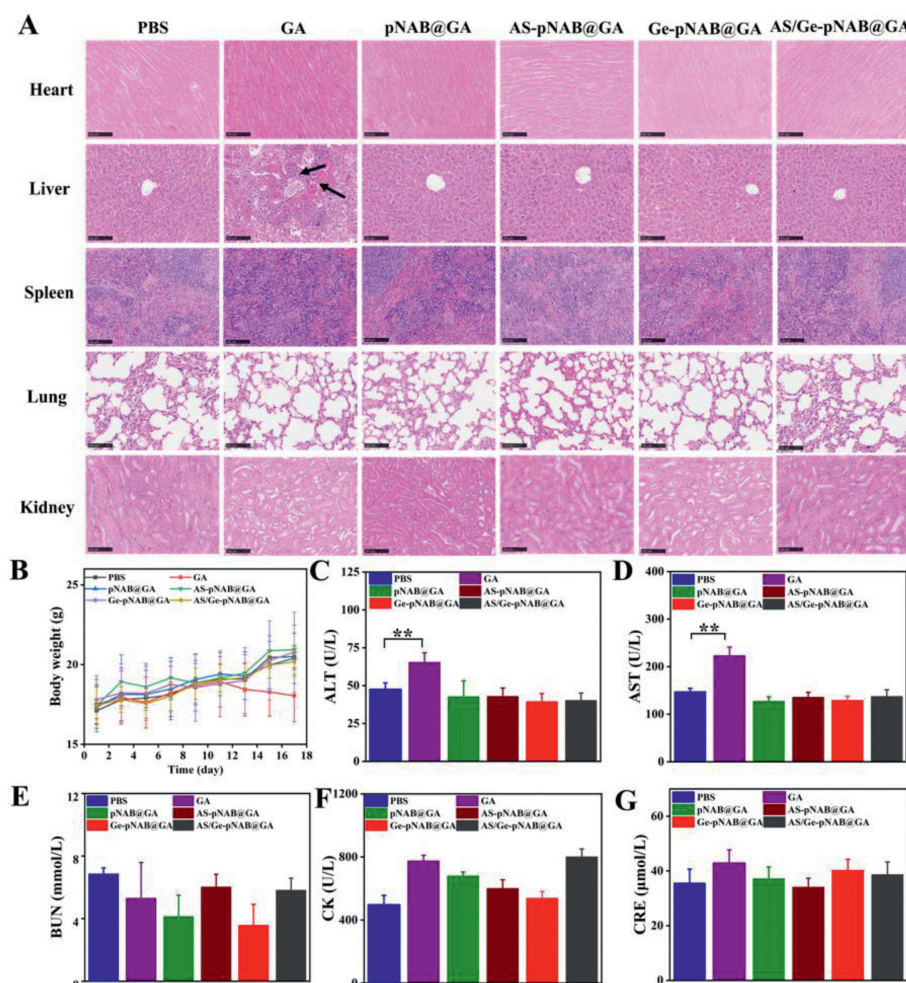 A
PBS GA pNAB@GA AS-pNAB@GA Ge-pNAB@GA AS/Ge-pNAB@GA
Heart
Liver
Spleen
Lung
Kidney
B
PBS GA
pNAB@GA AS-pNAB@GA
Ge-pNAB@GA AS/Ge-pNAB@GA
Body weight (g)
25
20
15
0 2 4 6 8 10 12 14 16 18
Time (day)
C
PBS GA
pNAB@GA AS-pNAB@GA
Ge-pNAB@GA AS/Ge-pNAB@GA
**
ALT (U/L)
125
100
75
50
25
0
D
PBS GA
pNAB@GA AS-pNAB@GA
Ge-pNAB@GA AS/Ge-pNAB@GA
**
AST (U/L)
400
300
200
100
0
E
PBS GA
pNAB@GA AS-pNAB@GA
Ge-pNAB@GA AS/Ge-pNAB@GA
BUN (mmol/L)
12
8
4
0
F
PBS GA
pNAB@GA AS-pNAB@GA
Ge-pNAB@GA AS/Ge-pNAB@GA
CK (U/L)
1200
800
400
0
G
PBS GA
pNAB@GA AS-pNAB@GA
Ge-pNAB@GA AS/Ge-pNAB@GA
CRE (μmol/L)
60
40
20
0